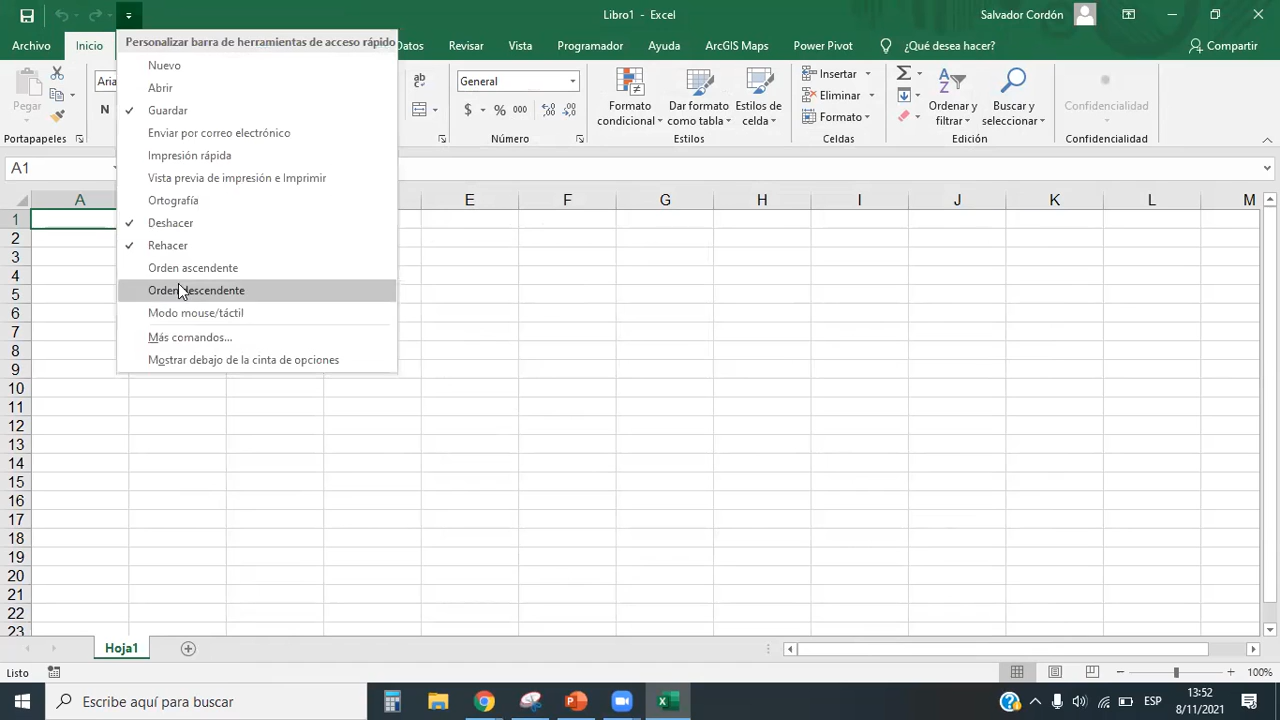 Libro1 - Excel
Salvador Cordón
Archivo
Inicio
Datos
Revisar
Vista
Programador
Ayuda
ArcGIS Maps
Power Pivot
¿Qué desea hacer?
Compartir
Personalizar barra de herramientas de acceso rápido
Nuevo
Abrir
Guardar
Enviar por correo electrónico
Impresión rápida
Vista previa de impresión e Imprimir
Ortografía
Deshacer
Rehacer
Orden ascendente
Orden descendente
Modo mouse/táctil
Más comandos...
Mostrar debajo de la cinta de opciones
Pegar
Portapapeles
Aria
N
ab
c
General
$ % 000
Número
Formato
condicional
Dar formato
como tabla
Estilos de
celda
Estilos
Insertar
Eliminar
Formato
Celdas
Ordenar y
filtrar
Buscar y
seleccionar
Edición
Confidencialidad
Confidencialidad
A1
A E F G H I J K L M
1
2
3
4
5
6
7
8
9
10
11
12
13
14
15
16
17
18
19
20
21
22
23
Hoja1
Listo
100%
Escribe aquí para buscar
ESP
13:52
8/11/2021